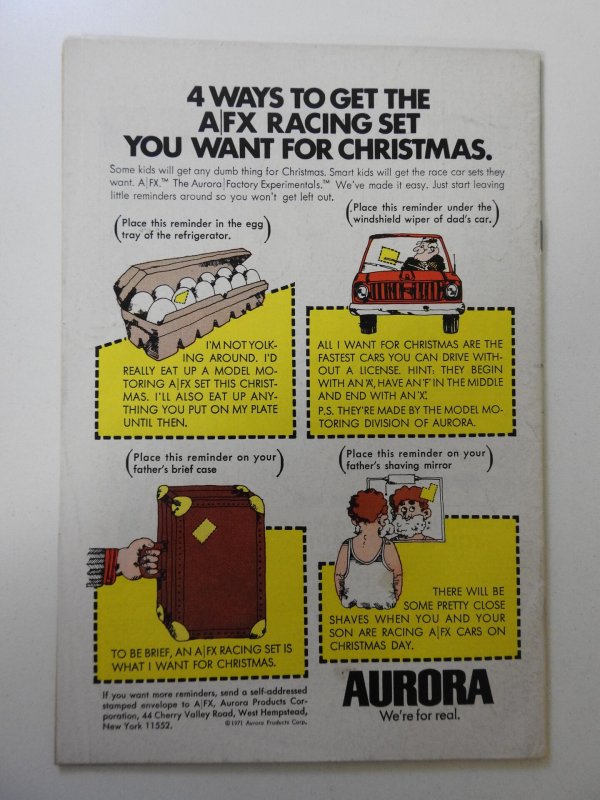 4 WAYS TO GET THE
A|FX RACING SET
YOU WANT FOR CHRISTMAS.
Some kids will get any dumb thing for Christmas. Smart kids will get the race car sets they
want. A|FX.™ The Aurora|Factory Experimentals.™ We've made it easy. Just start leaving
little reminders around so you won't get left out.
(Place this reminder in the egg
tray of the refrigerator.)
(Place this reminder under the
windshield wiper of dad's car.)
I'M NOT YOLK-
ING AROUND. I'D
REALLY EAT UP A MODEL MO-
TORING A|FX SET THIS CHRIST-
MAS. I'LL ALSO EAT UP ANY-
THING YOU PUT ON MY PLATE
UNTIL THEN.
ALL I WANT FOR CHRISTMAS ARE THE
FASTEST CARS YOU CAN DRIVE WITH-
OUT A LICENSE. HINT: THEY BEGIN
WITH AN 'A', HAVE AN 'F' IN THE MIDDLE
AND END WITH AN 'X'.
P.S. THEY'RE MADE BY THE MODEL MO-
TORING DIVISION OF AURORA.
(Place this reminder on your
father's brief case)
(Place this reminder on your
father's shaving mirror)
TO BE BRIEF, AN A|FX RACING SET IS
WHAT I WANT FOR CHRISTMAS.
THERE WILL BE
SOME PRETTY CLOSE
SHAVES WHEN YOU AND YOUR
SON ARE RACING A|FX CARS ON
CHRISTMAS DAY.
If you want more reminders, send a self-addressed
stamped envelope to A|FX, Aurora Products Cor-
poration, 44 Cherry Valley Road, West Hempstead,
New York 11552.
©1971 Aurora Products Corp.
AURORA
We're for real.